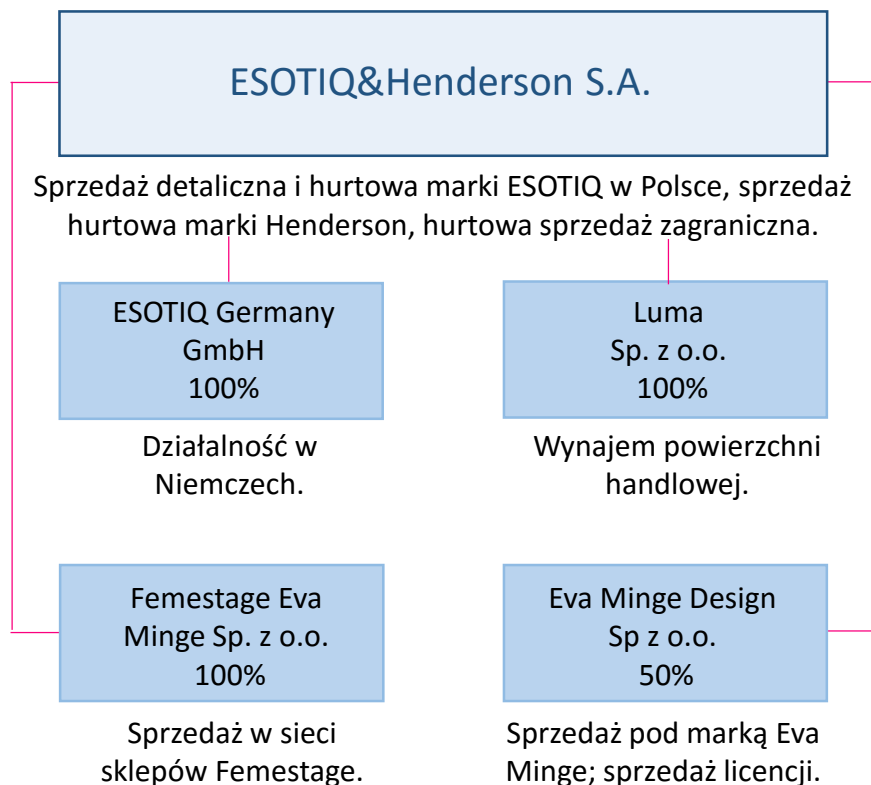 ESOTIQ&Henderson S.A.
Sprzedaż detaliczna i hurtowa marki ESOTIQ w Polsce, sprzedaż
hurtowa marki Henderson, hurtowa sprzedaż zagraniczna.
ESOTIQ Germany
GmbH
100%
Działalność w
Niemczech.
Luma
Sp. z o.o.
100%
Wynajem powierzchni
handlowej.
Femestage Eva
Minge Sp. z o.o.
100%
Sprzedaż w sieci
sklepów Femestage.
Eva Minge Design
Sp z o.o.
50%
Sprzedaż pod marką Eva
Minge; sprzedaż licencji.